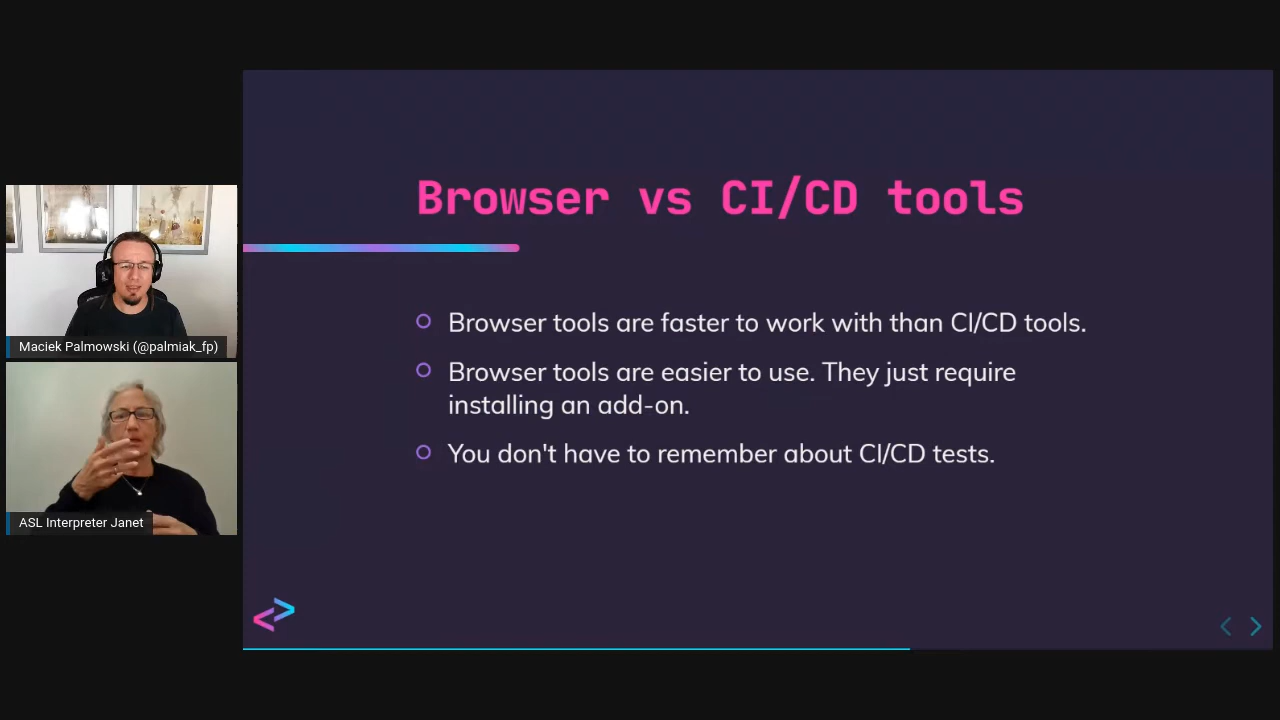 Browser vs CI/CD tools
Browser tools are faster to work with than CI/CD tools.
Browser tools are easier to use. They just require
installing an add-on.
You don't have to remember about CI/CD tests.
Maciek Palmowski (@palmiak_fp)
ASL Interpreter Janet